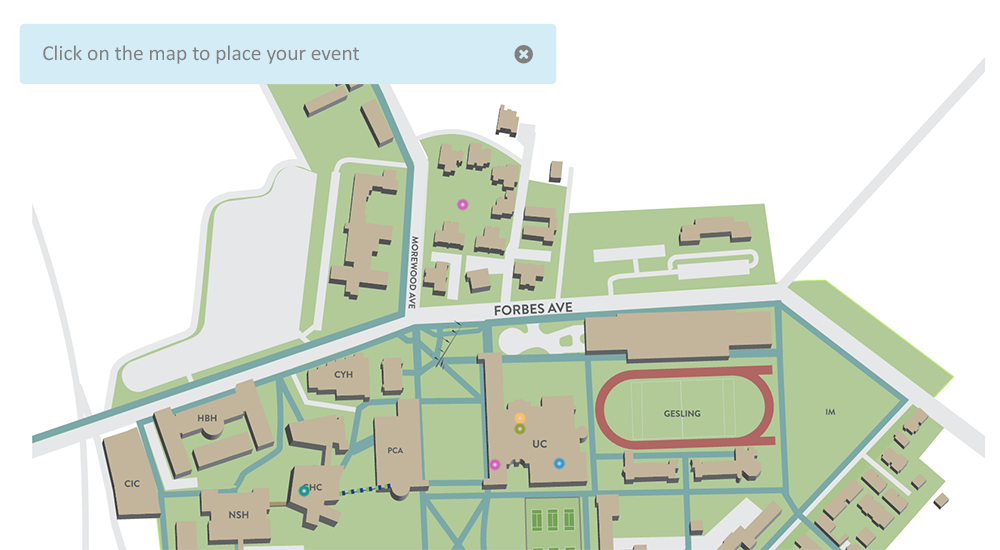 Click on the map to place your event
MOREWOOD AVE
FORBES AVE
CYH
HBH
GESLING
IM
UC
PCA
CIC
GHC
NSH